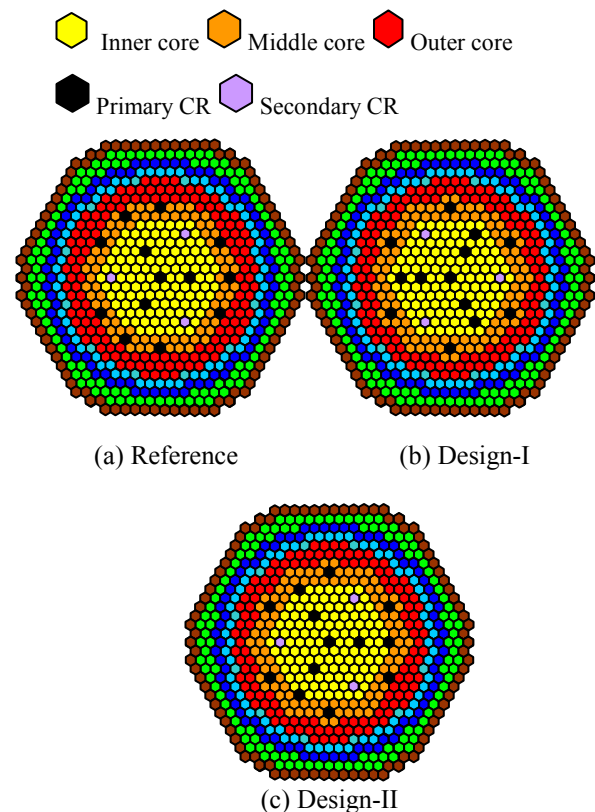 Inner core Middle core Outer core
Primary CR Secondary CR
(a) Reference (b) Design-I
(c) Design-II